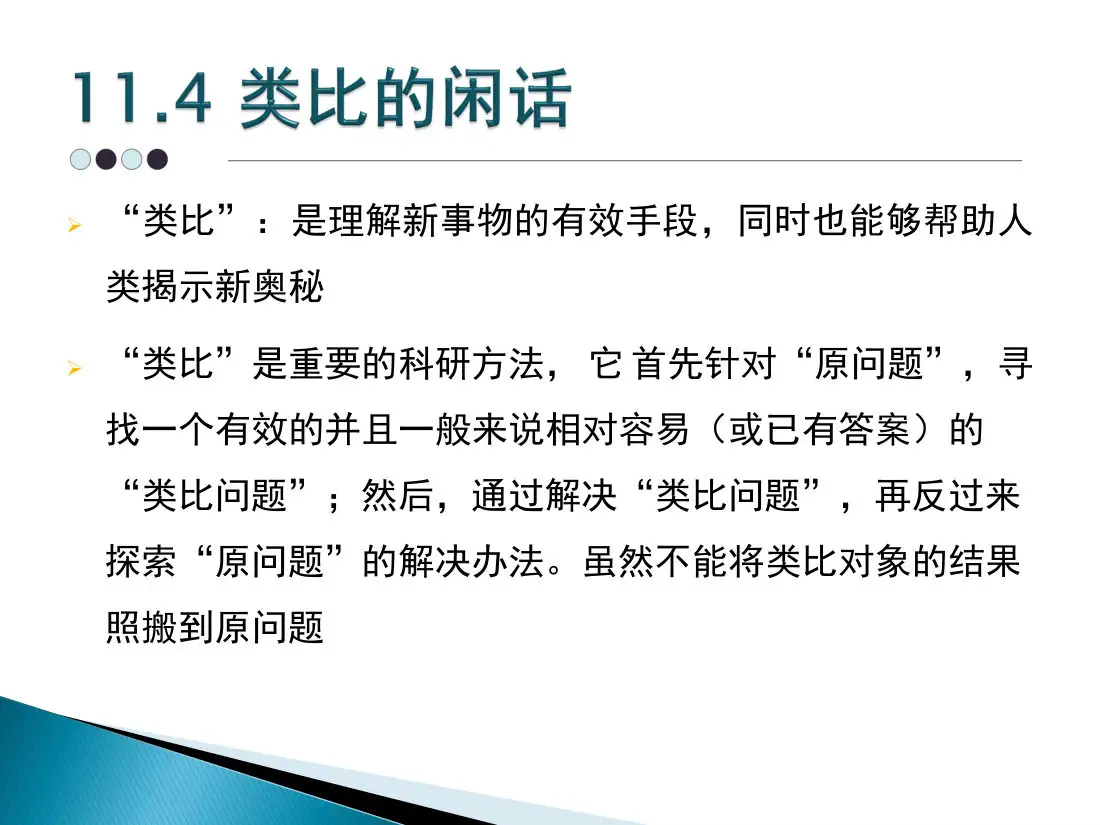 11.4 类比的闲话
“类比”：是理解新事物的有效手段，同时也能够帮助人
类揭示新奥秘
“类比”是重要的科研方法， 它 首先针对“原问题”，寻
找一个有效的并且一般来说相对容易（或已有答案）的
“类比问题”；然后，通过解决“类比问题”，再反过来
探索“原问题”的解决办法。虽然不能将类比对象的结果
照搬到原问题